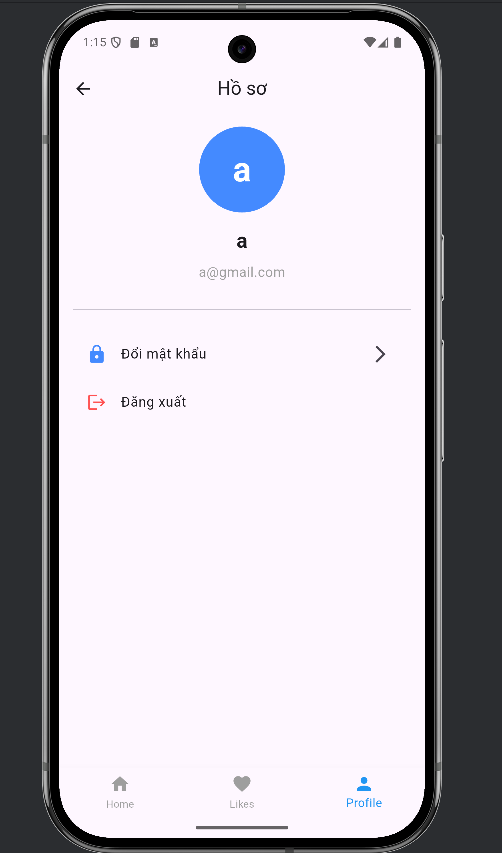 1:15
Hồ sơ
a
a
a@gmail.com
Đổi mật khẩu
Đăng xuất
Home
Likes
Profile